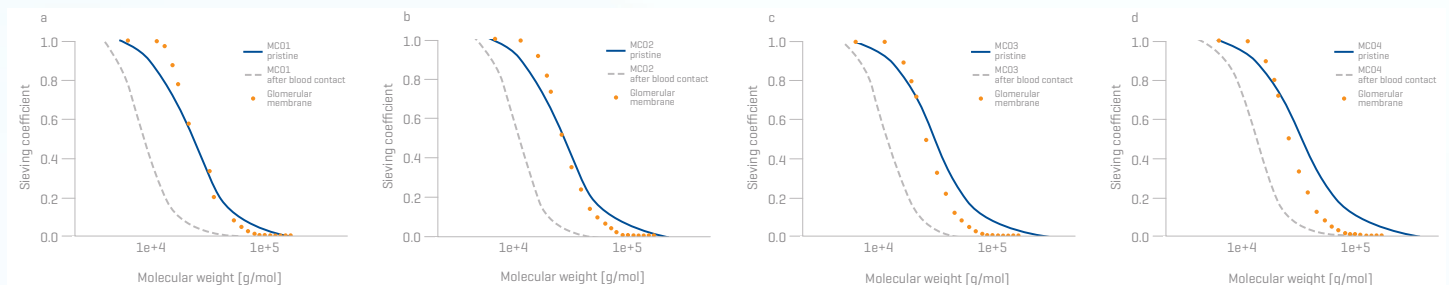 a
Sieving coefficient
1.0
0.8
0.6
0.4
0.2
0.0
1e+4
1e+5
Molecular weight [g/mol]
MC01
pristine
MC01
after blood contact
Glomerular
membrane
b
Sieving coefficient
1.0
0.8
0.6
0.4
0.2
0.0
1e+4
1e+5
Molecular weight [g/mol]
MC02
pristine
MC02
after blood contact
Glomerular
membrane
c
Sieving coefficient
1.0
0.8
0.6
0.4
0.2
0.0
1e+4
1e+5
Molecular weight [g/mol]
MC03
pristine
MC03
after blood contact
Glomerular
membrane
d
Sieving coefficient
1.0
0.8
0.6
0.4
0.2
0.0
1e+4
1e+5
Molecular weight [g/mol]
MC04
pristine
MC04
after blood contact
Glomerular
membrane